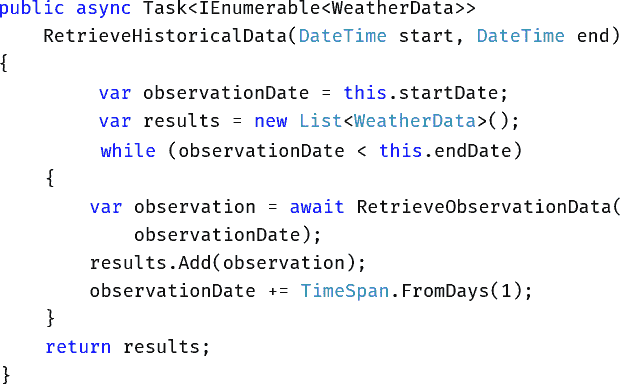 public async Task<IEnumerable<WeatherData>>
RetrieveHistoricalData(DateTime start, DateTime end)
{
var observationDate = this.startDate;
var results = new List<WeatherData>();
while (observationDate < this.endDate)
{
var observation = await RetrieveObservationData(
observationDate);
results.Add(observation);
observationDate += TimeSpan.FromDays(1);
}
return results;
}